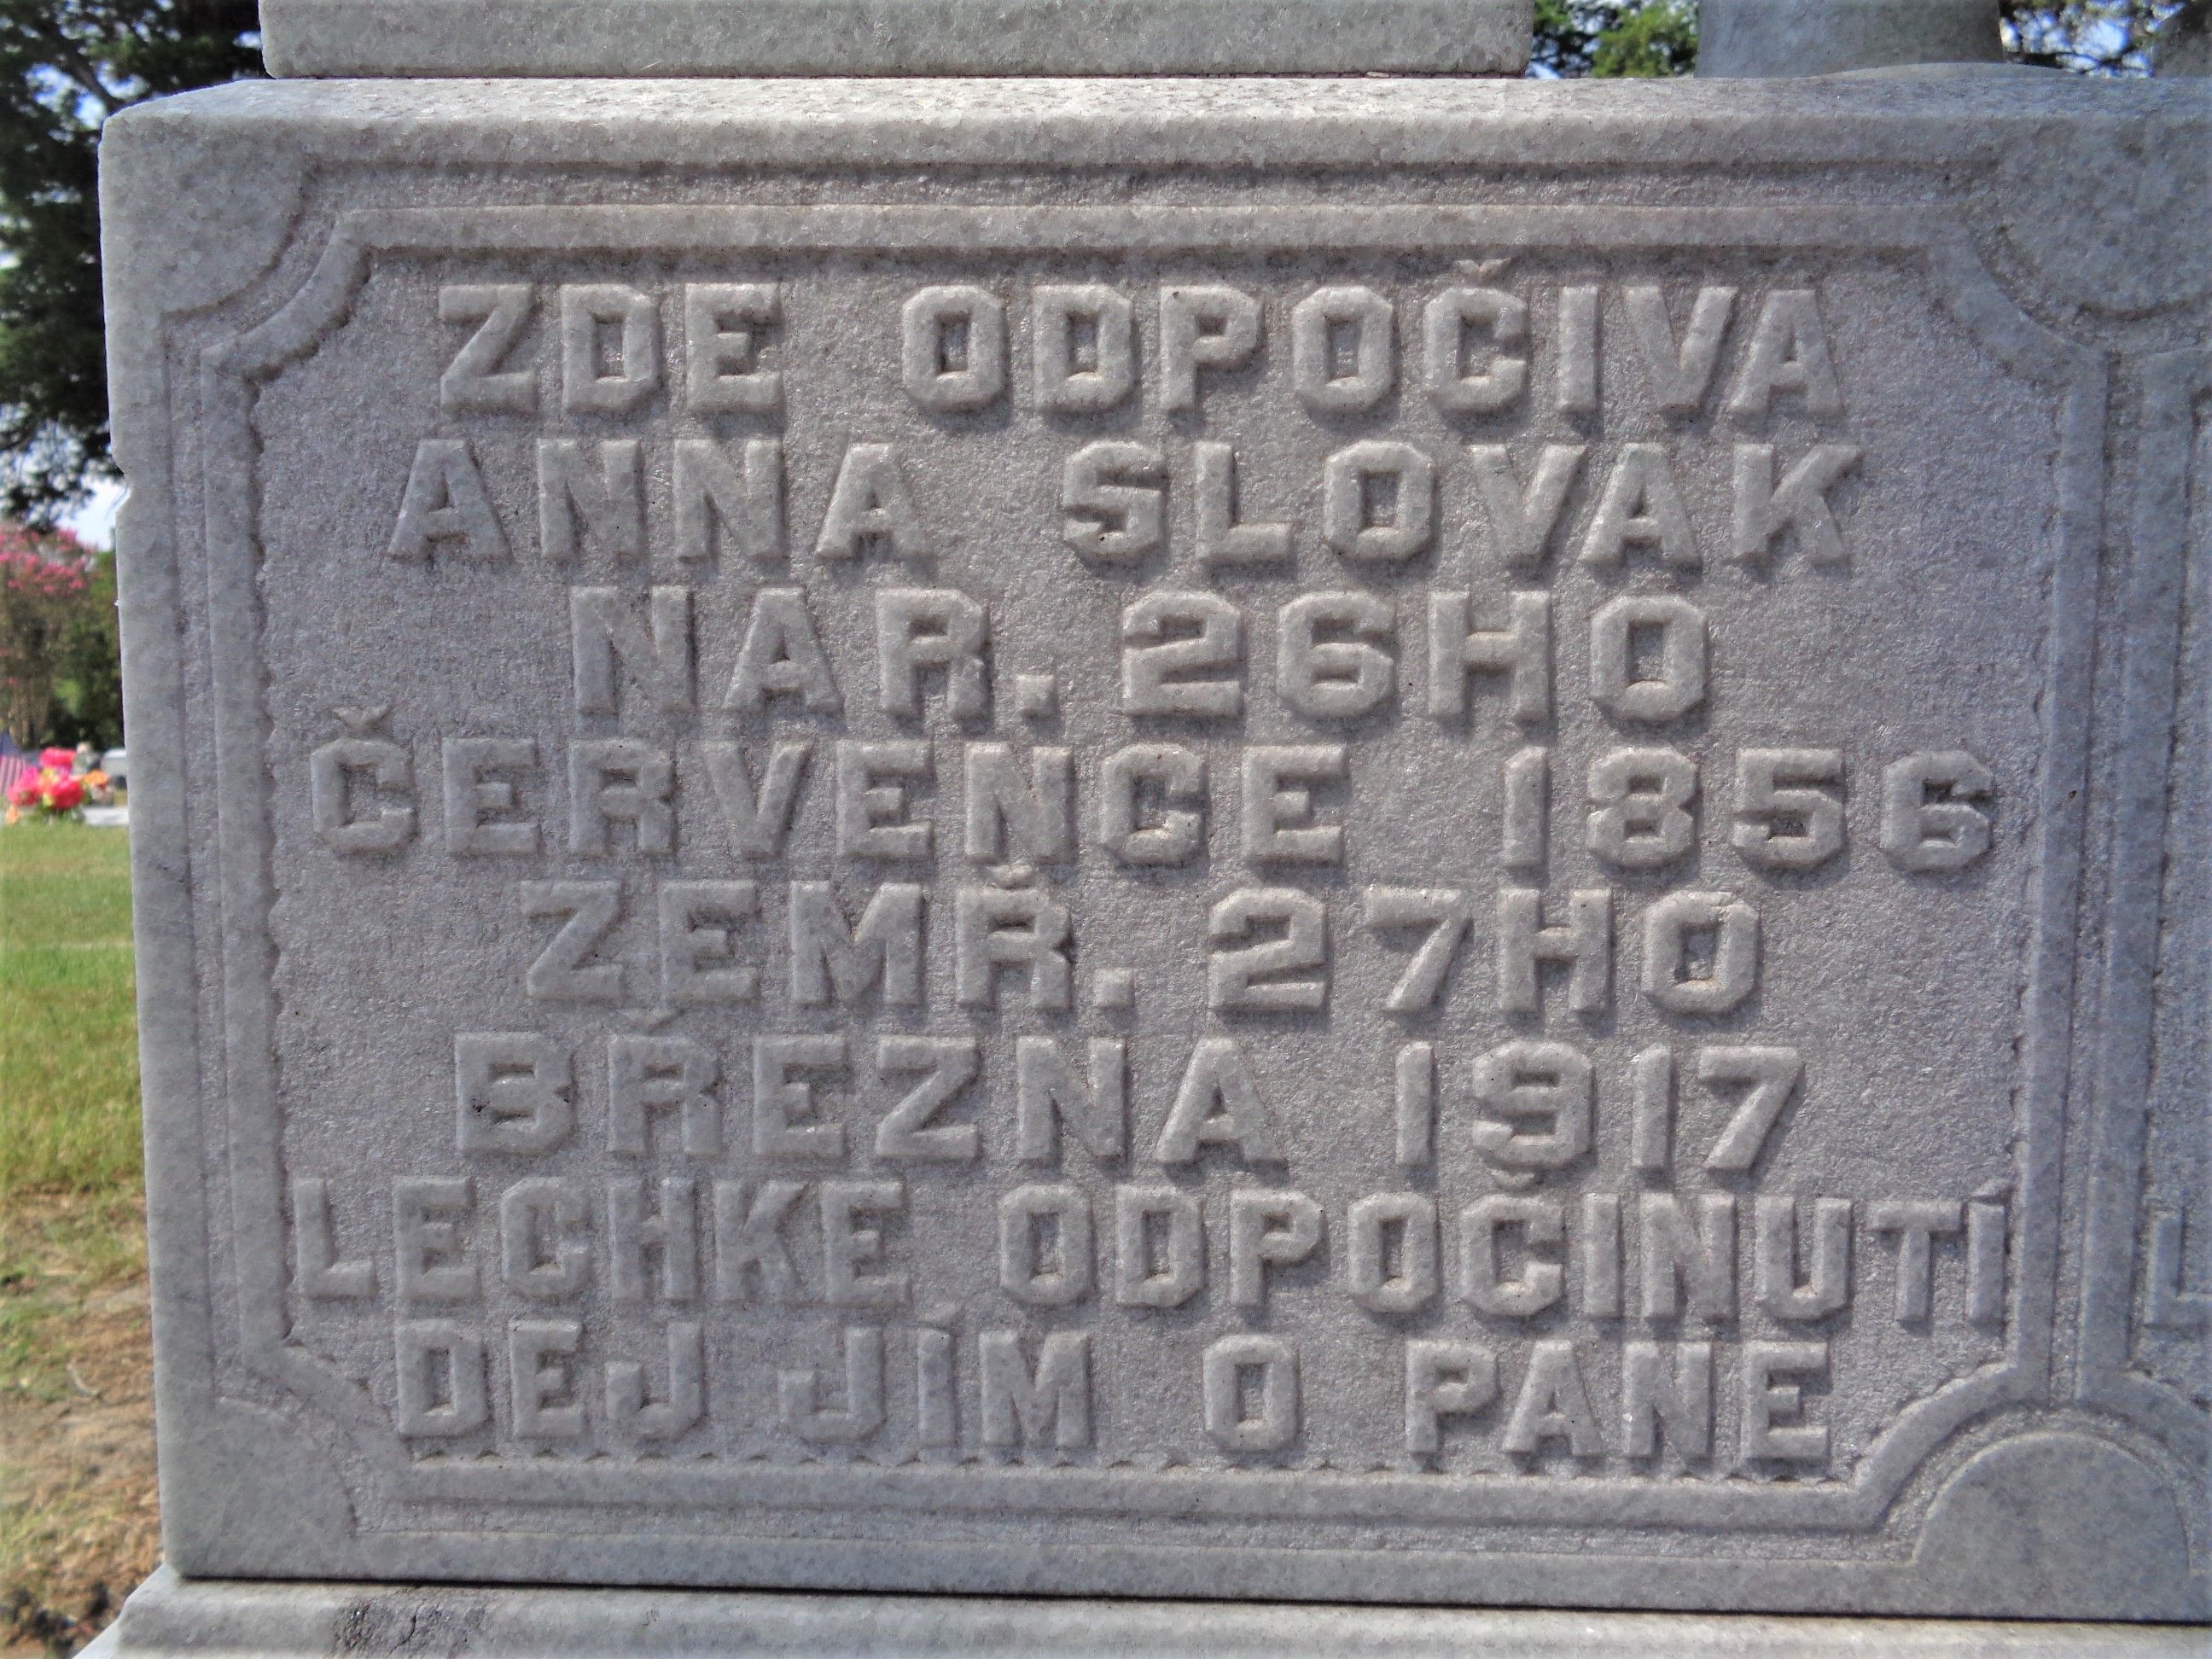 ZDE ODPOČIVA
ANNA SLOVAK
NAR. 26HO
ČERVENCE 1856
ZEMŘ. 27HO
BŘEZNA 1917
LECHKE ODPOČINUTÍ
DEJ JÍM O PANE